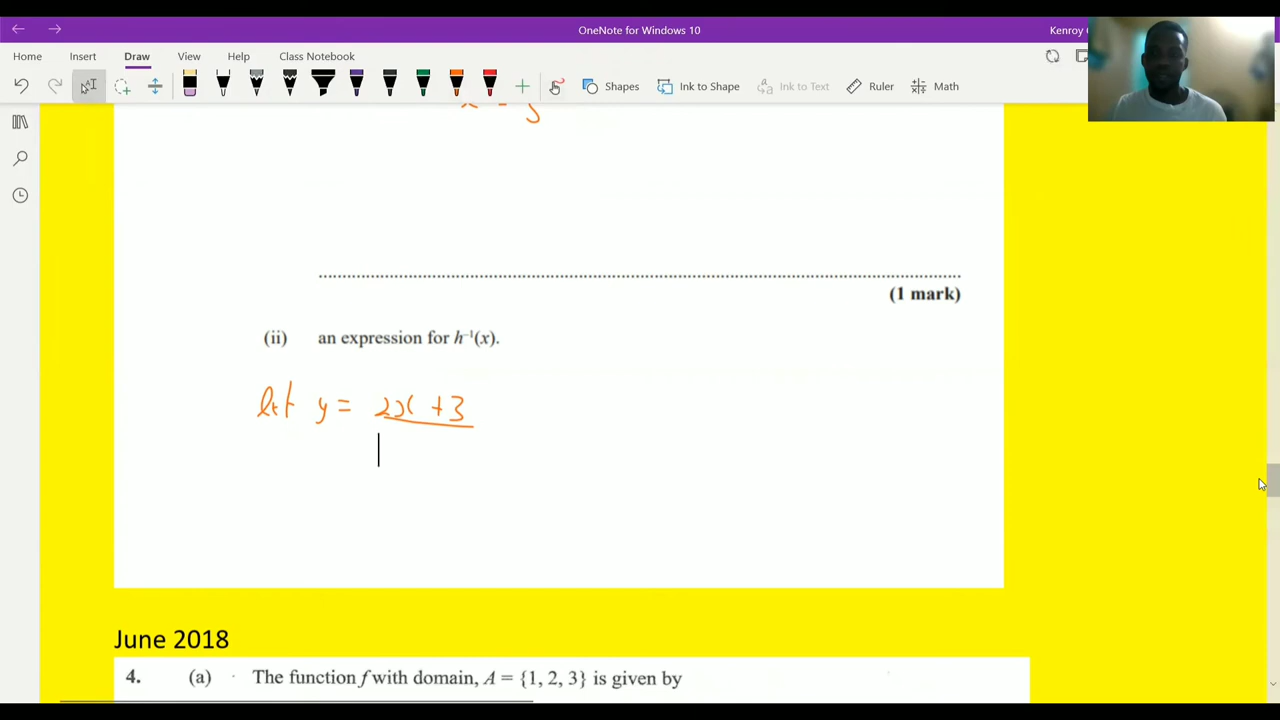 OneNote for Windows 10
Kenroy
Home Insert Draw View Help Class Notebook
Shapes Ink to Shape Ink to Text Ruler Math
(1 mark)
(ii) an expression for h⁻¹(x).
let y = 2x + 3
June 2018
4. (a) The function f with domain, A = {1, 2, 3} is given by